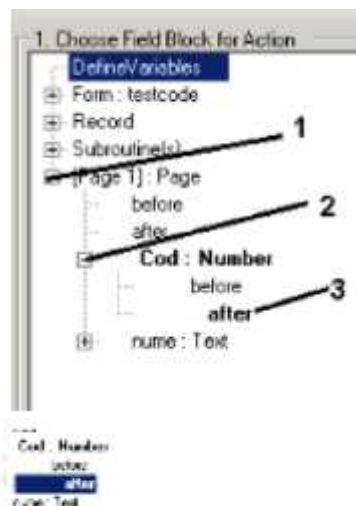 1. Choose Field Block for Action
DefineVariables
Form : testcode
Record
Subroutine(s)
1
[Page 1] : Page
before
after
2
Cod : Number
before
after
3
nume : Text
Cod : Number
before
after
nume : Text